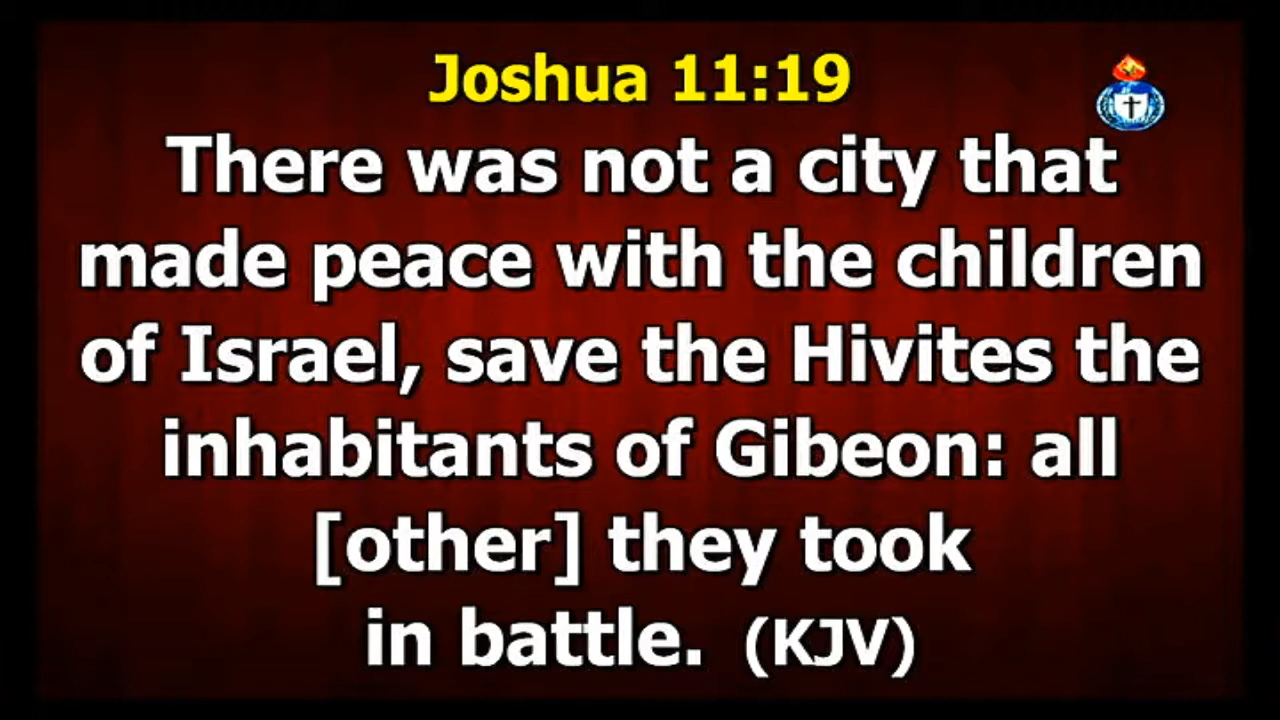 Joshua 11:19
There was not a city that
made peace with the children
of Israel, save the Hivites the
inhabitants of Gibeon: all
[other] they took
in battle. (KJV)